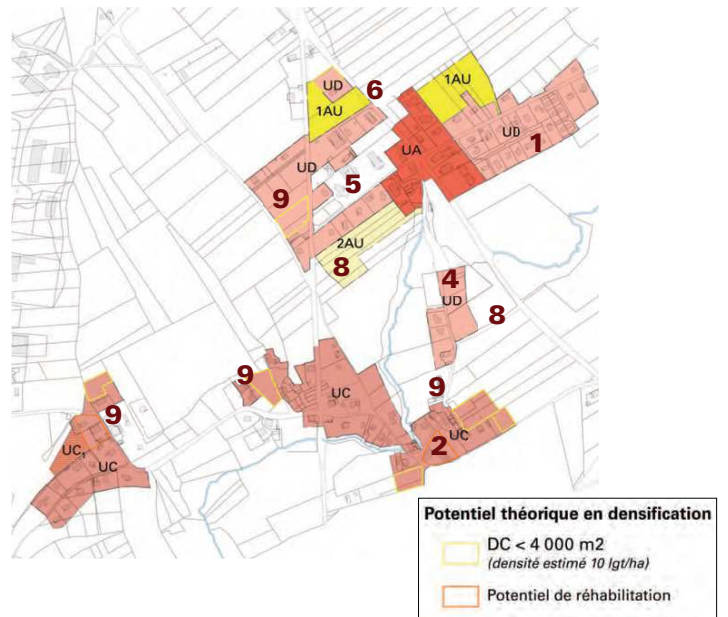 UD
6
1AU
1AU
UD
1
UA
UD
5
9
2AU
8
4
UD
8
9
UC
9
9
UC
2
UC1
UC
Potentiel théorique en densification
DC < 4 000 m2
(densité estimé 10 lgt/ha)
Potentiel de réhabilitation